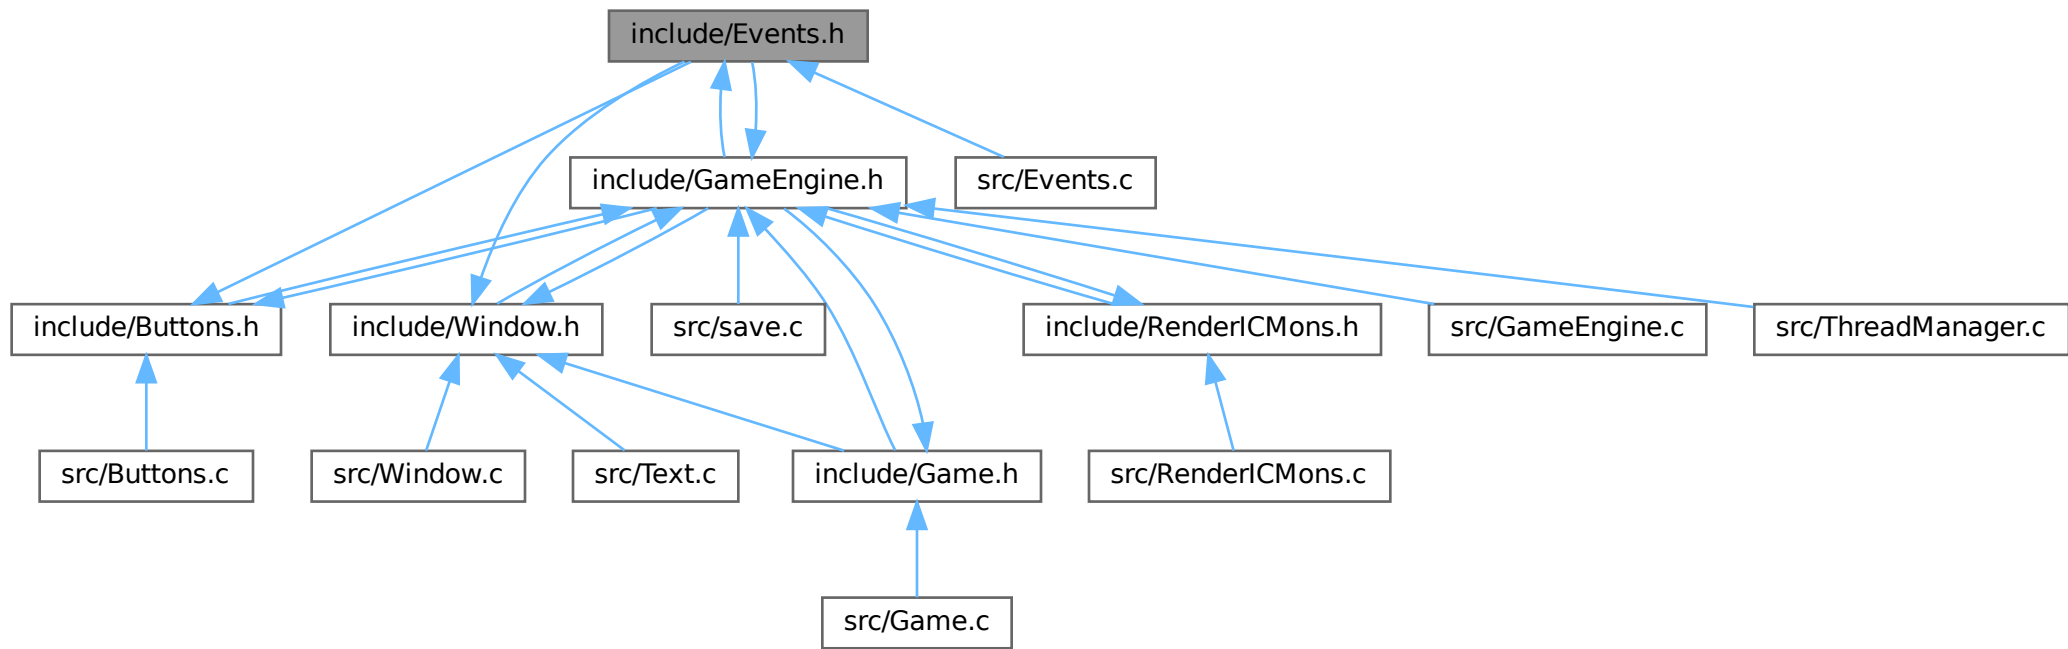 include/Events.h
include/GameEngine.h
src/Events.c
include/Buttons.h
include/Window.h
src/save.c
include/RenderICMons.h
src/GameEngine.c
src/ThreadManager.c
src/Buttons.c
src/Window.c
src/Text.c
include/Game.h
src/RenderICMons.c
src/Game.c